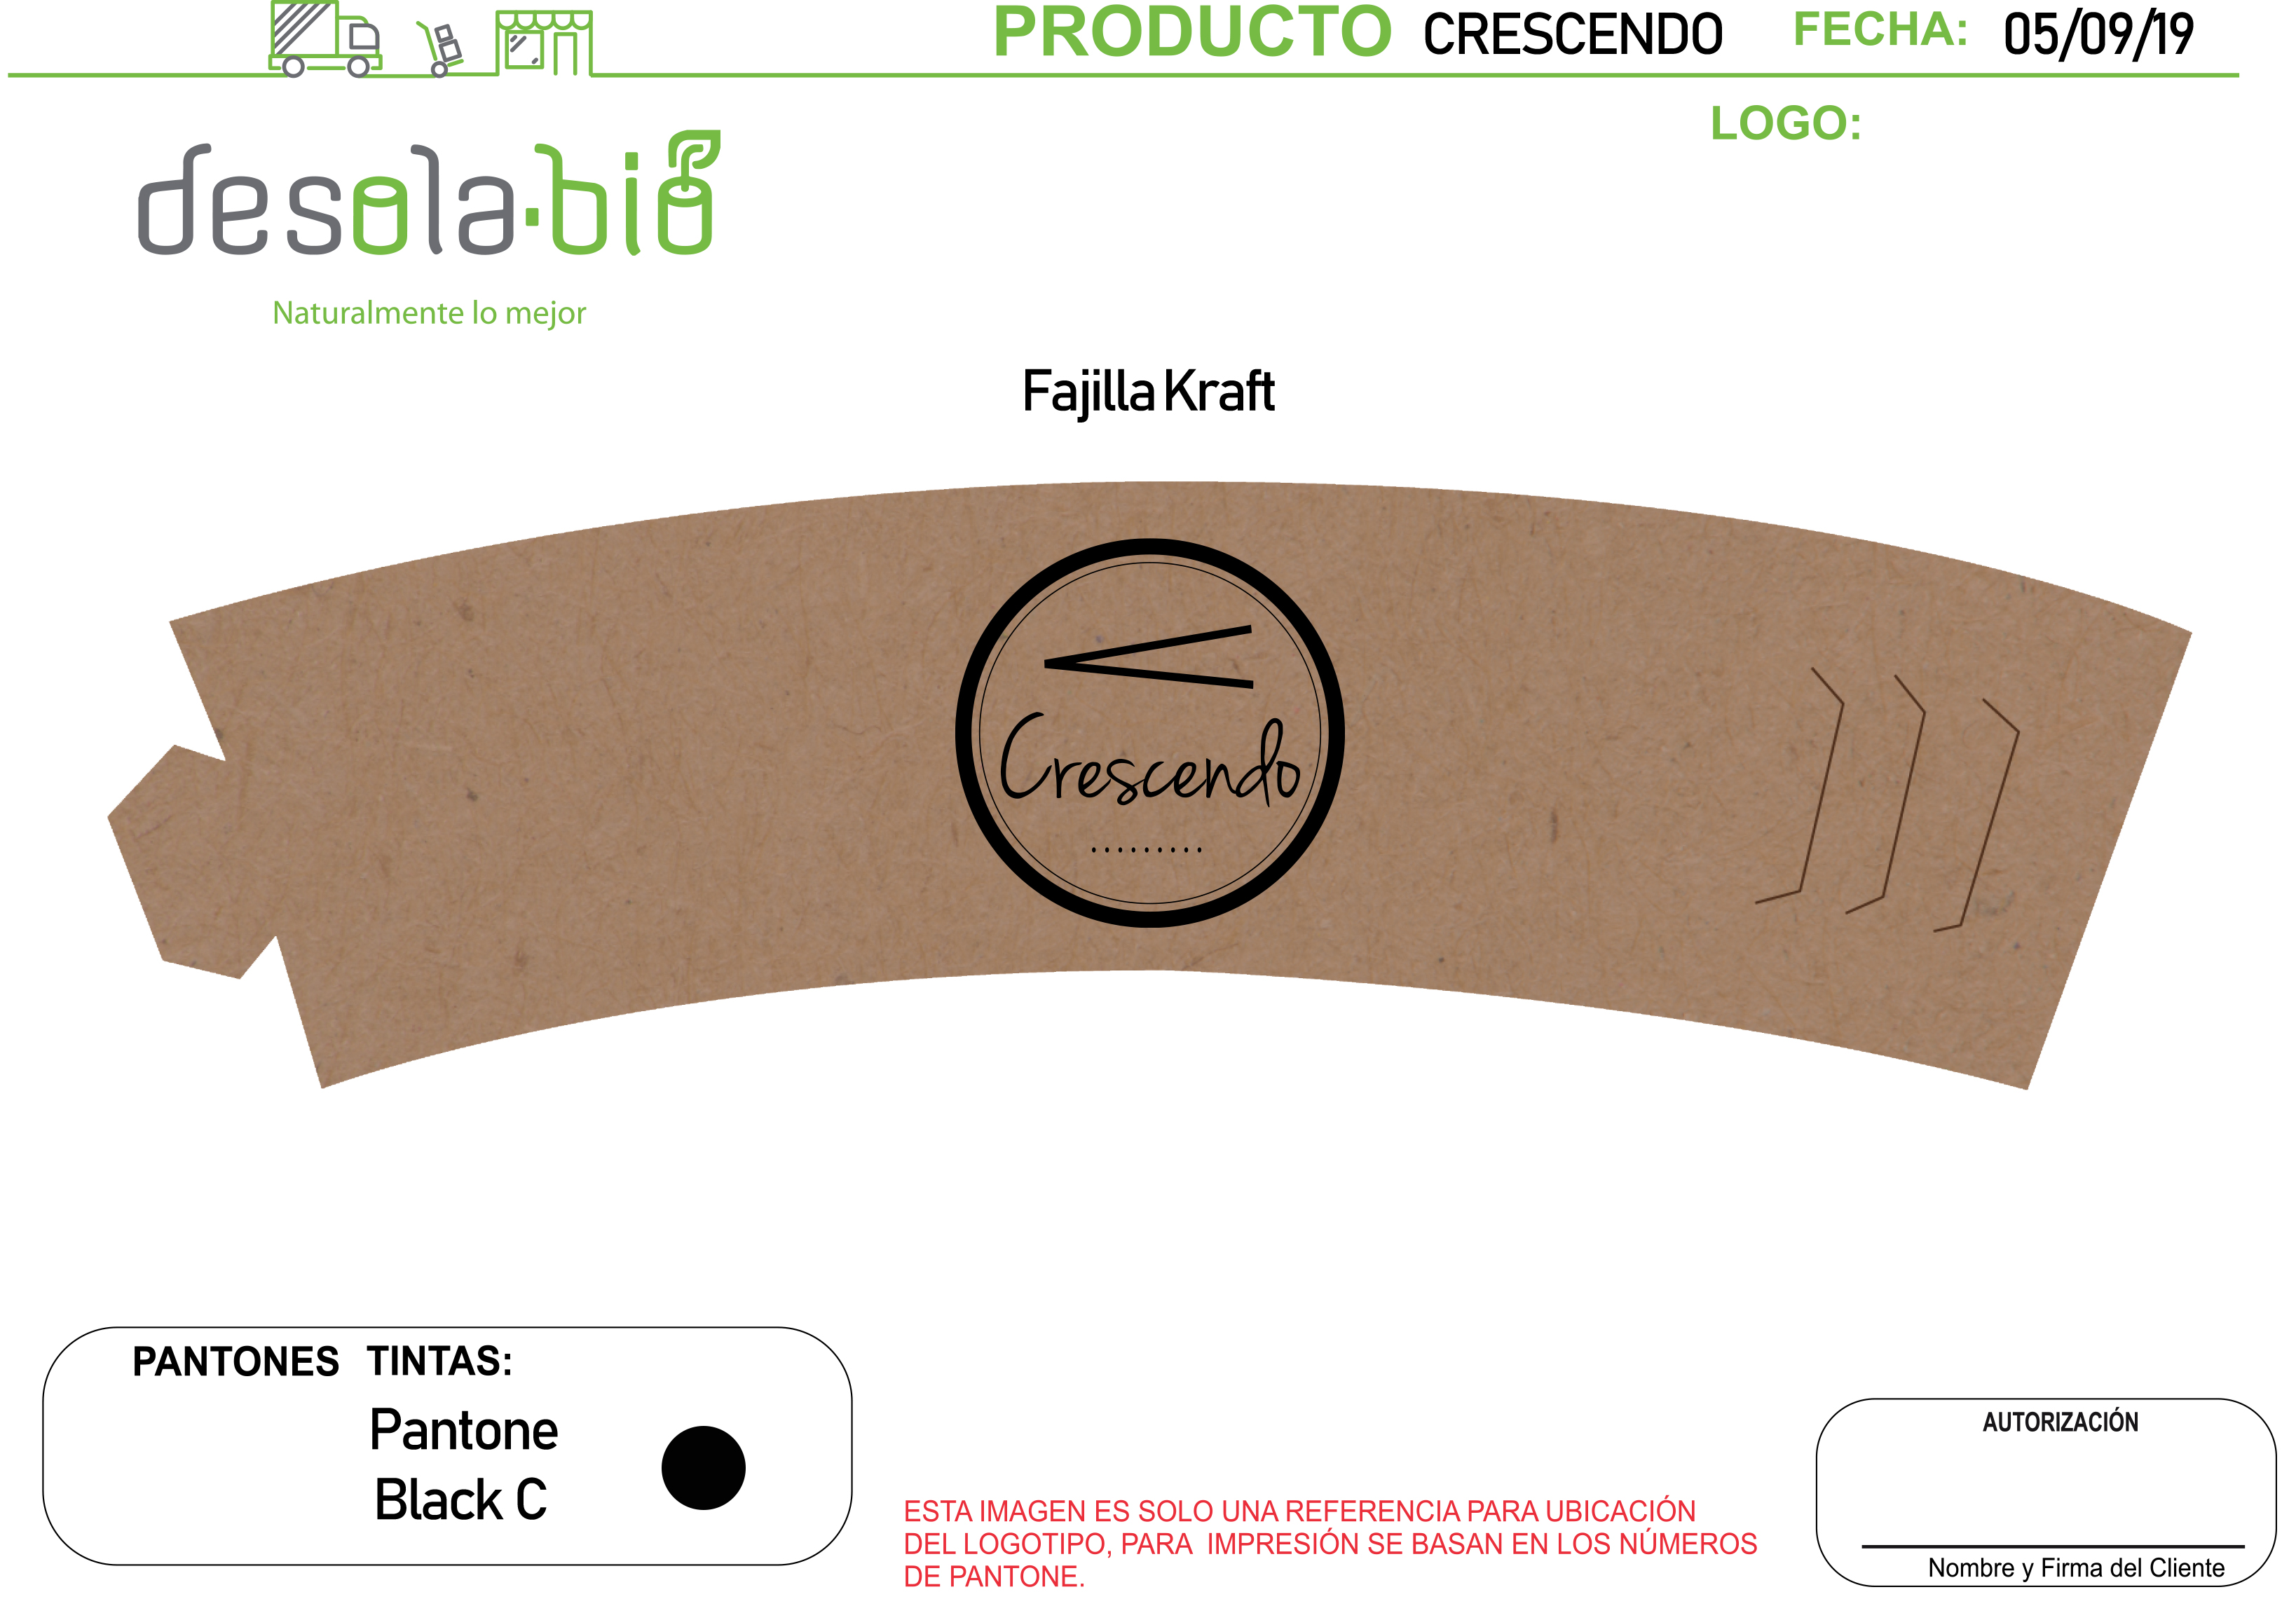 PRODUCTO CRESCENDO FECHA: 05/09/19
LOGO:
desola.bio
Naturalmente lo mejor
Fajilla Kraft
Crescendo
PANTONES TINTAS:
Pantone
Black C
ESTA IMAGEN ES SOLO UNA REFERENCIA PARA UBICACIÓN
DEL LOGOTIPO, PARA IMPRESIÓN SE BASAN EN LOS NÚMEROS
DE PANTONE.
AUTORIZACIÓN
Nombre y Firma del Cliente